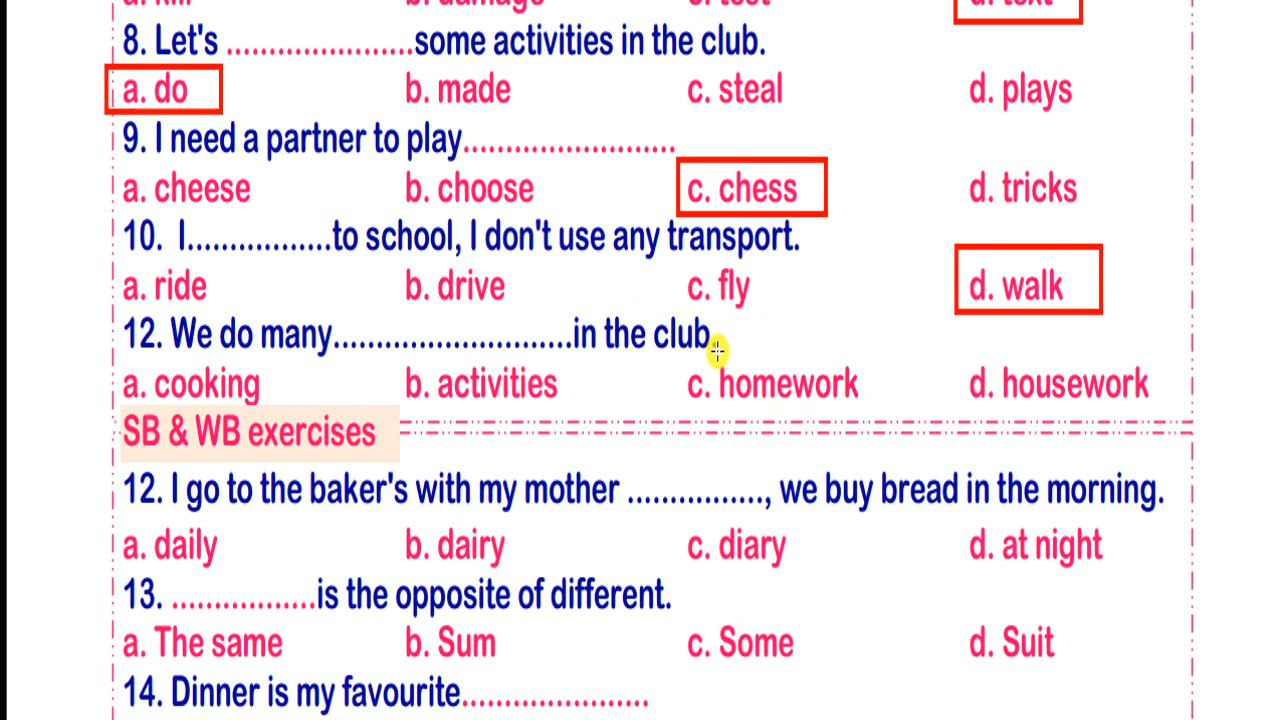 8. Let's ......................some activities in the club.
a. do b. made c. steal d. plays
9. I need a partner to play.........................
a. cheese b. choose c. chess d. tricks
10. I.................to school, I don't use any transport.
a. ride b. drive c. fly d. walk
12. We do many............................in the club
a. cooking b. activities c. homework d. housework
SB & WB exercises
12. I go to the baker's with my mother ................, we buy bread in the morning.
a. daily b. dairy c. diary d. at night
13. .................is the opposite of different.
a. The same b. Sum c. Some d. Suit
14. Dinner is my favourite......................